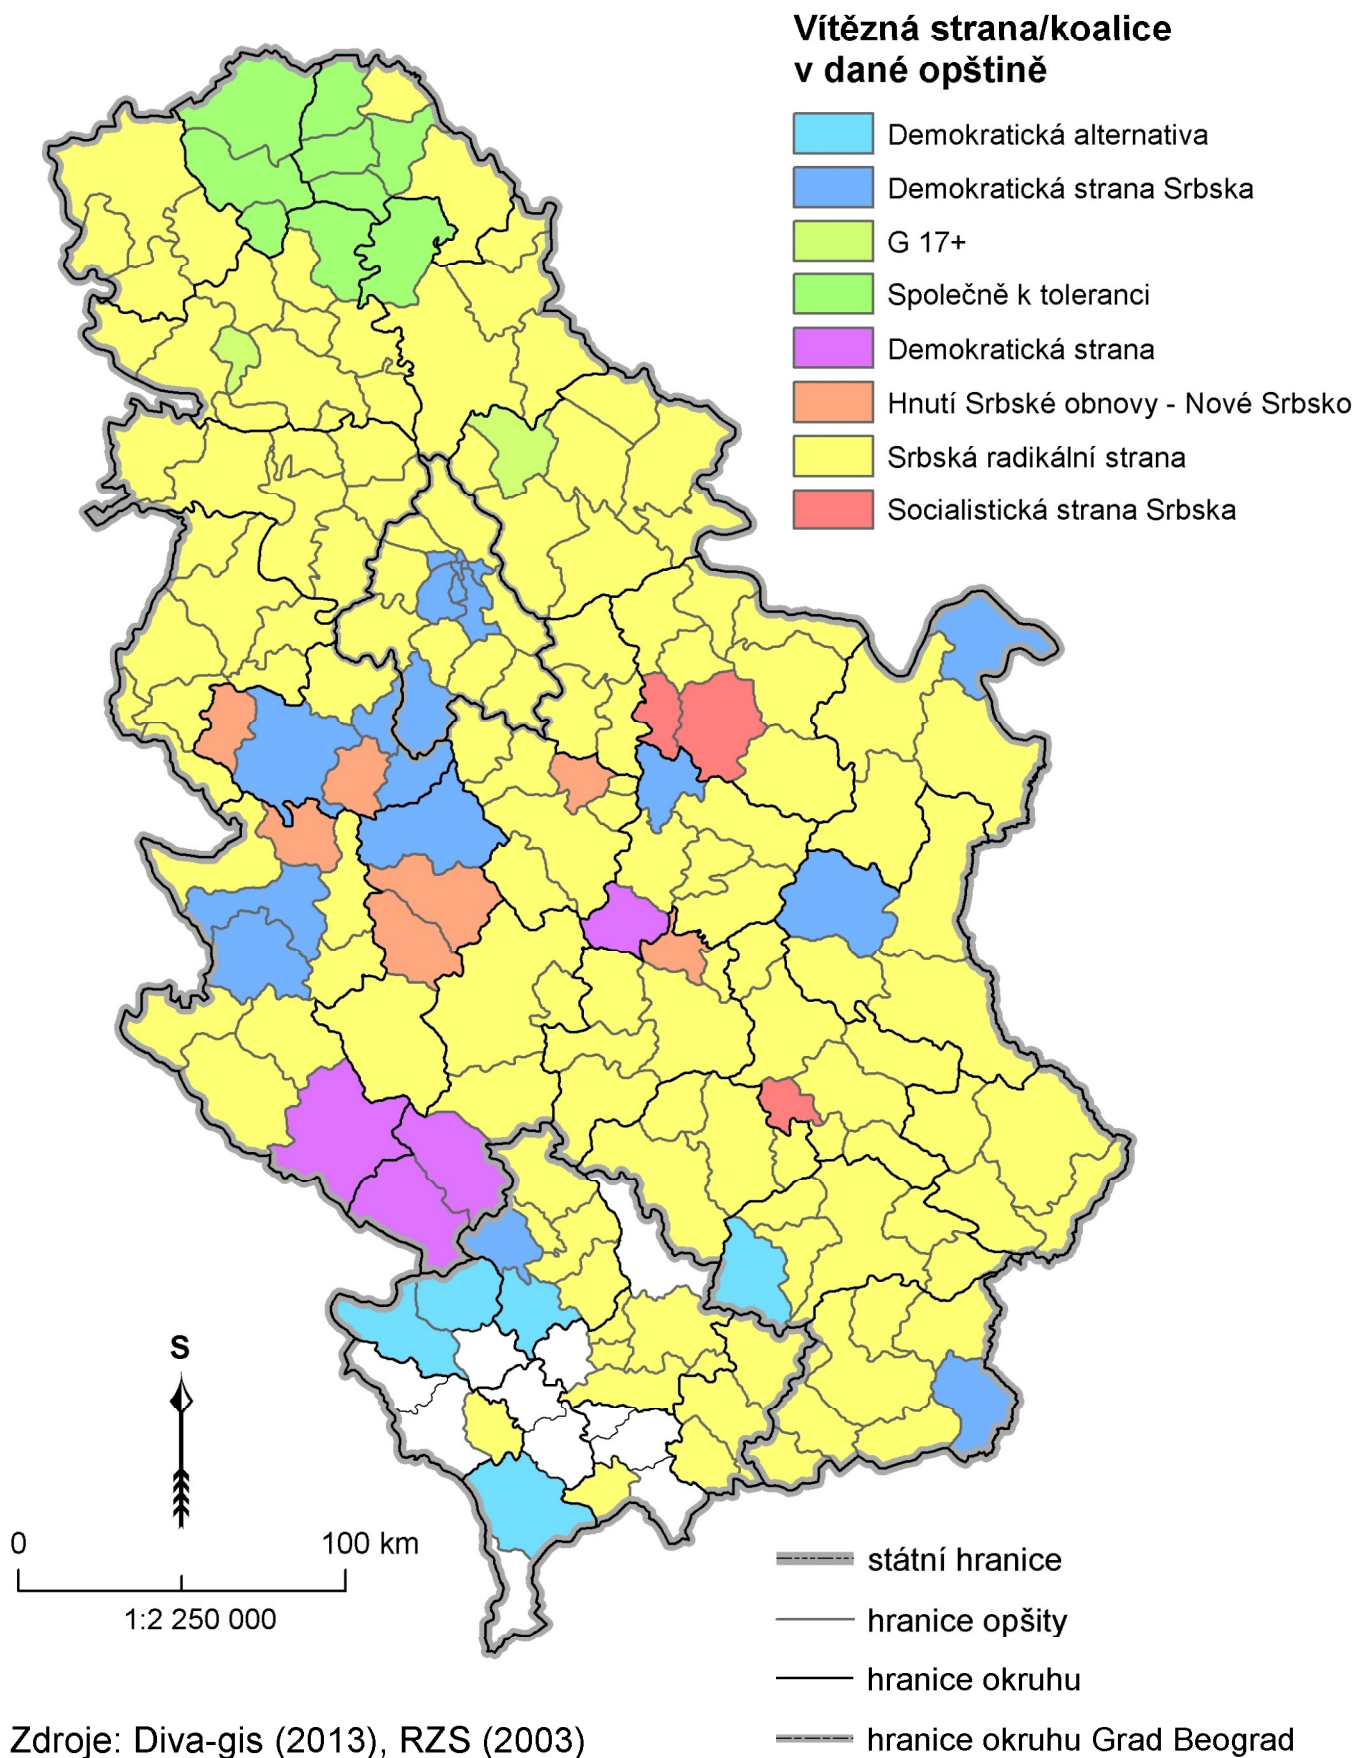 Vítězná strana/koalice
v dané opštině
Demokratická alternativa
Demokratická strana Srbska
G 17+
Společně k toleranci
Demokratická strana
Hnutí Srbské obnovy - Nové Srbsko
Srbská radikální strana
Socialistická strana Srbska
S
0 100 km
1:2 250 000
státní hranice
hranice opšity
hranice okruhu
hranice okruhu Grad Beograd
Zdroje: Diva-gis (2013), RZS (2003)